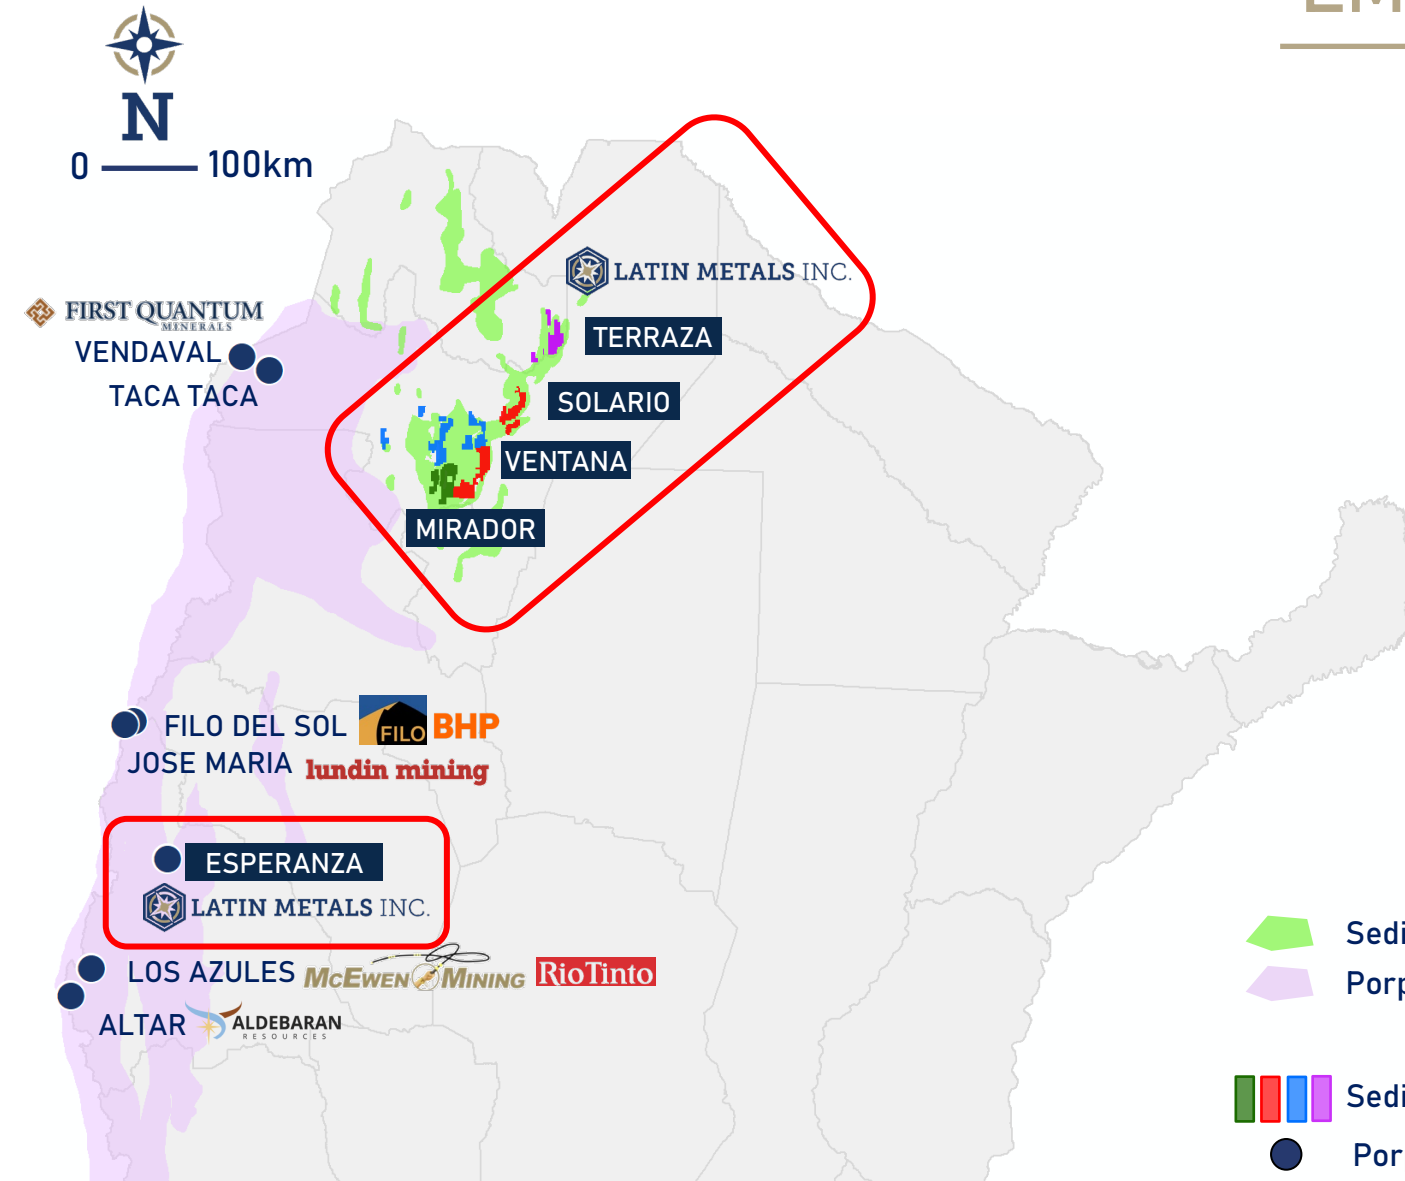 N
0 100km
LATIN METALS INC.
FIRST QUANTUM
MINERALS
TERRAZA
VENDAVAL
TACA TACA
SOLARIO
VENTANA
MIRADOR
FILO DEL SOL FILO BHP
JOSE MARIA lundin mining
ESPERANZA
LATIN METALS INC.
LOS AZULES McEWEN MINING RioTinto
ALTAR ALDEBARAN
RESOURCES
Sedi
Porp
Sedi
Por